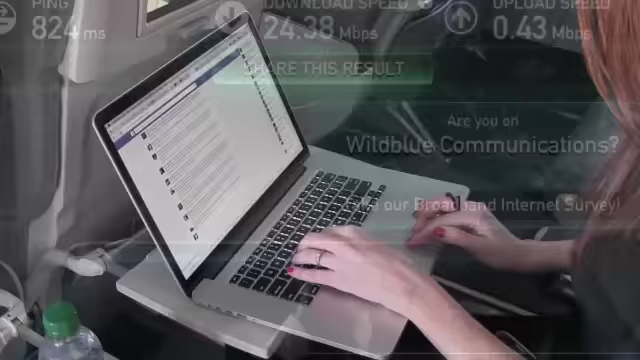 PING DOWNLOAD SPEED UPLOAD SPEED
824 ms 24.38 Mbps 0.43 Mbps
SHARE THIS RESULT
Are you on
Wildblue Communications?
our Broadband Internet Survey!